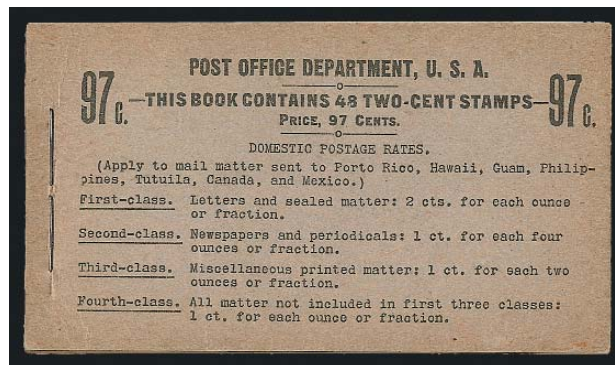 POST OFFICE DEPARTMENT, U. S. A.
97c. —THIS BOOK CONTAINS 48 TWO-CENT STAMPS— 97c.
PRICE, 97 CENTS.
DOMESTIC POSTAGE RATES.
(Apply to mail matter sent to Porto Rico, Hawaii, Guam, Philip-
pines, Tutuila, Canada, and Mexico.)
First-class. Letters and sealed matter: 2 cts. for each ounce
or fraction.
Second-class. Newspapers and periodicals: 1 ct. for each four
ounces or fraction.
Third-class. Miscellaneous printed matter: 1 ct. for each two
ounces or fraction.
Fourth-class. All matter not included in first three classes:
1 ct. for each ounce or fraction.